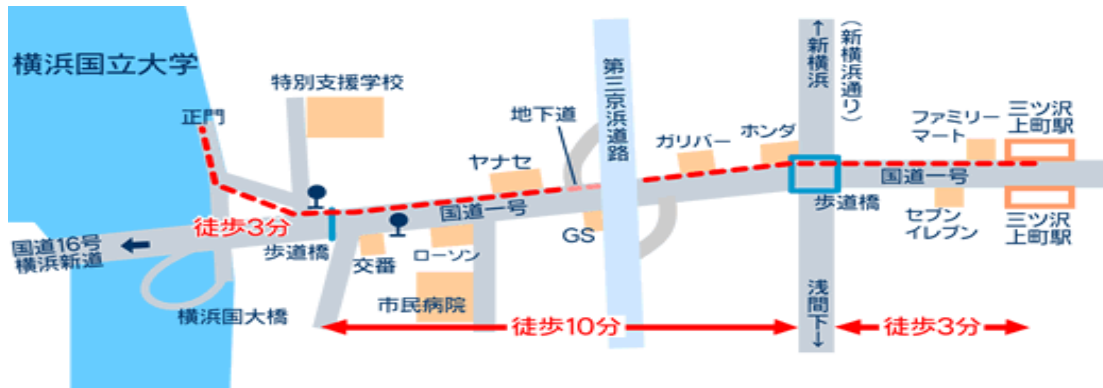 横浜国立大学
正門
特別支援学校
地下道
ヤナセ
第三京浜道路
ガリバー
ホンダ
↑新横浜
(新横浜通り)
ファミリー
マート
三ツ沢
上町駅
国道一号
国道一号
歩道橋
セブン
イレブン
三ツ沢
上町駅
徒歩3分
国道16号
横浜新道
歩道橋
交番
ローソン
GS
市民病院
横浜国大橋
浅間下→
徒歩10分
徒歩3分